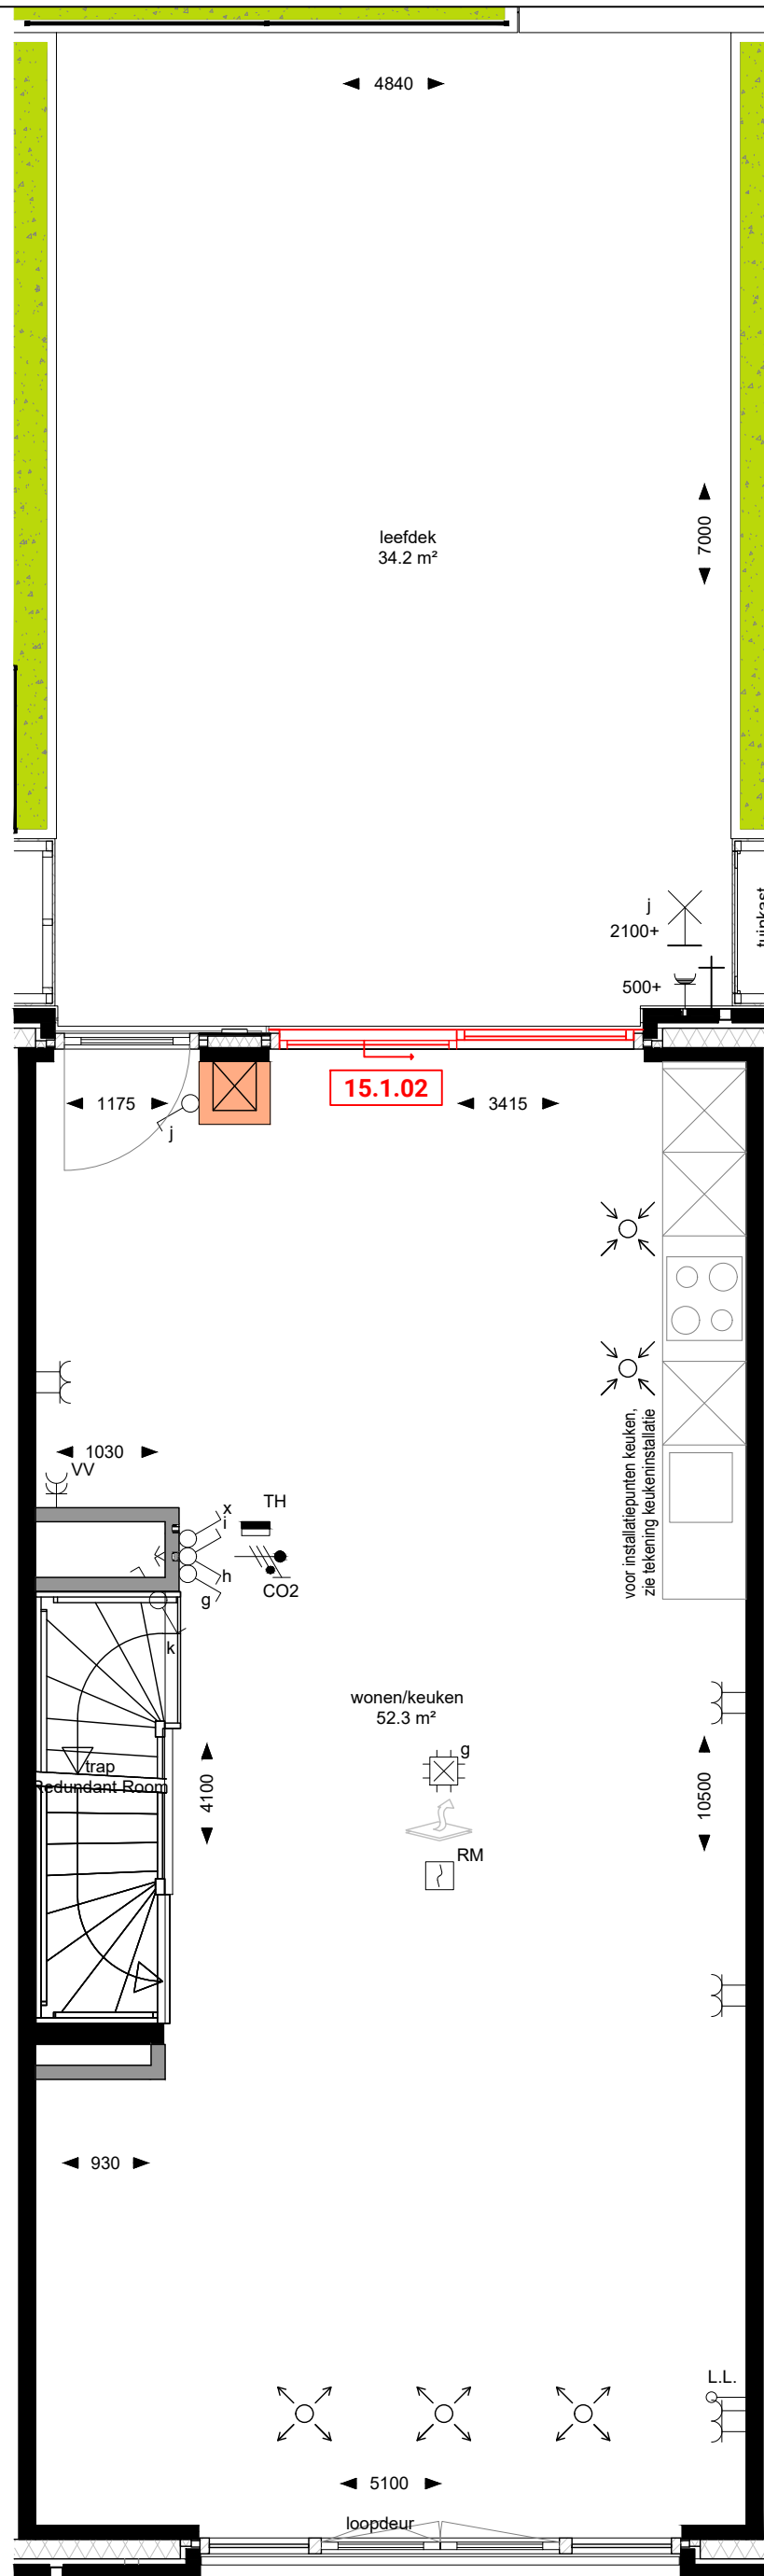 4840
7000
leefdek
34.2 m²
j
2100+
tuinkast
500+
15.1.02
1175
3415
j
voor installatiepunten keuken,
zie tekening keukeninstallatie
1030
VV
x
TH
i
h
CO2
g
k
wonen/keuken
52.3 m²
g
trap
Redundant Room
4100
10500
RM
930
L.L.
5100
loopdeur